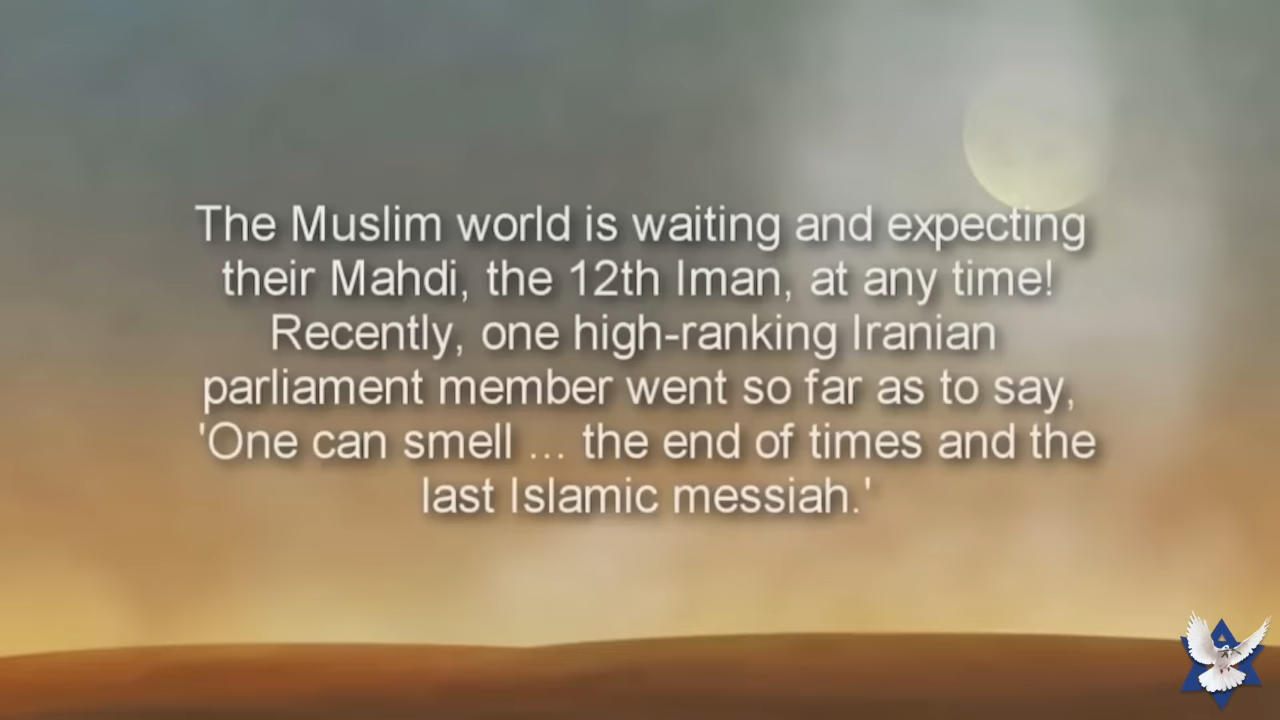 The Muslim world is waiting and expecting
their Mahdi, the 12th Iman, at any time!
Recently, one high-ranking Iranian
parliament member went so far as to say,
'One can smell ... the end of times and the
last Islamic messiah.'